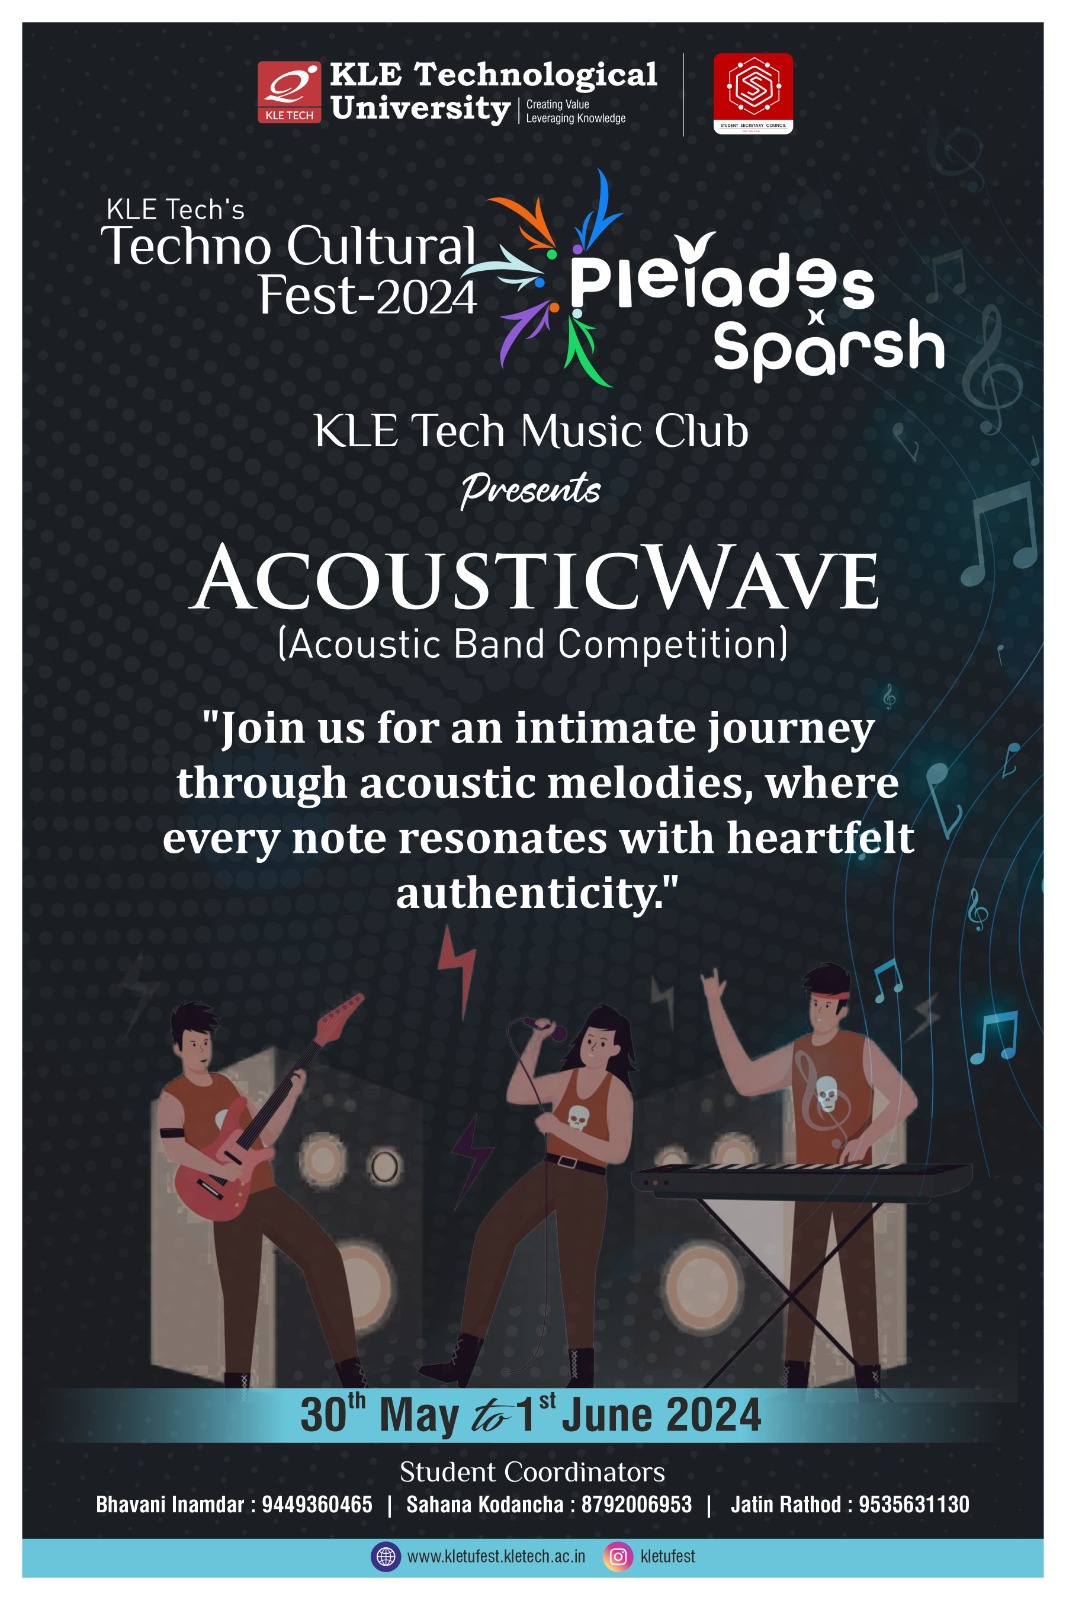 KLE TECH
KLE Technological
University
Creating Value
Leveraging Knowledge
STUDENT SECRETARY COUNCIL
KLE Tech's
Techno Cultural
Fest-2024
Pleiades
Sparsh
KLE Tech Music Club
Presents
ACOUSTICWAVE
(Acoustic Band Competition)
"Join us for an intimate journey
through acoustic melodies, where
every note resonates with heartfelt
authenticity."
30th May to 1st June 2024
Student Coordinators
Bhavani Inamdar : 9449360465 | Sahana Kodancha : 8792006953 | Jatin Rathod : 9535631130
www.kletufest.kletech.ac.in kletufest